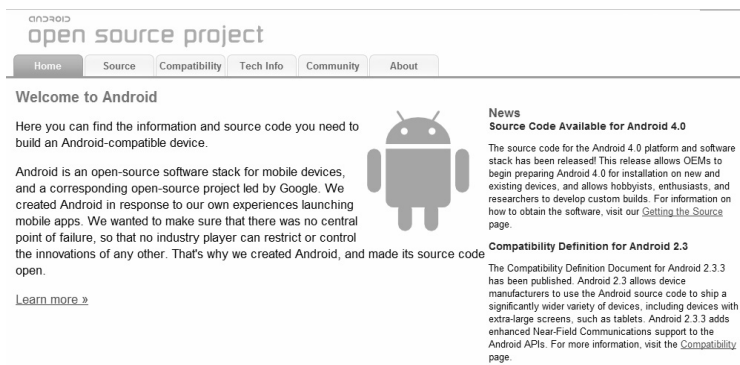 android
open source project
Home Source Compatibility Tech Info Community About
Welcome to Android
Here you can find the information and source code you need to
build an Android-compatible device.
Android is an open-source software stack for mobile devices,
and a corresponding open-source project led by Google. We
created Android in response to our own experiences launching
mobile apps. We wanted to make sure that there was no central
point of failure, so that no industry player can restrict or control
the innovations of any other. That's why we created Android, and made its source code
open.
Learn more »
News
Source Code Available for Android 4.0
The source code for the Android 4.0 platform and software
stack has been released! This release allows OEMs to
begin preparing Android 4.0 for installation on new and
existing devices, and allows hobbyists, enthusiasts, and
researchers to develop custom builds. For information on
how to obtain the software, visit our Getting the Source
page.
Compatibility Definition for Android 2.3
The Compatibility Definition Document for Android 2.3.3
has been published. Android 2.3 allows device
manufacturers to use the Android source code to ship a
significantly wider variety of devices, including devices with
extra-large screens, such as tablets. Android 2.3.3 adds
enhanced Near-Field Communications support to the
Android APIs. For more information, visit the Compatibility
page.